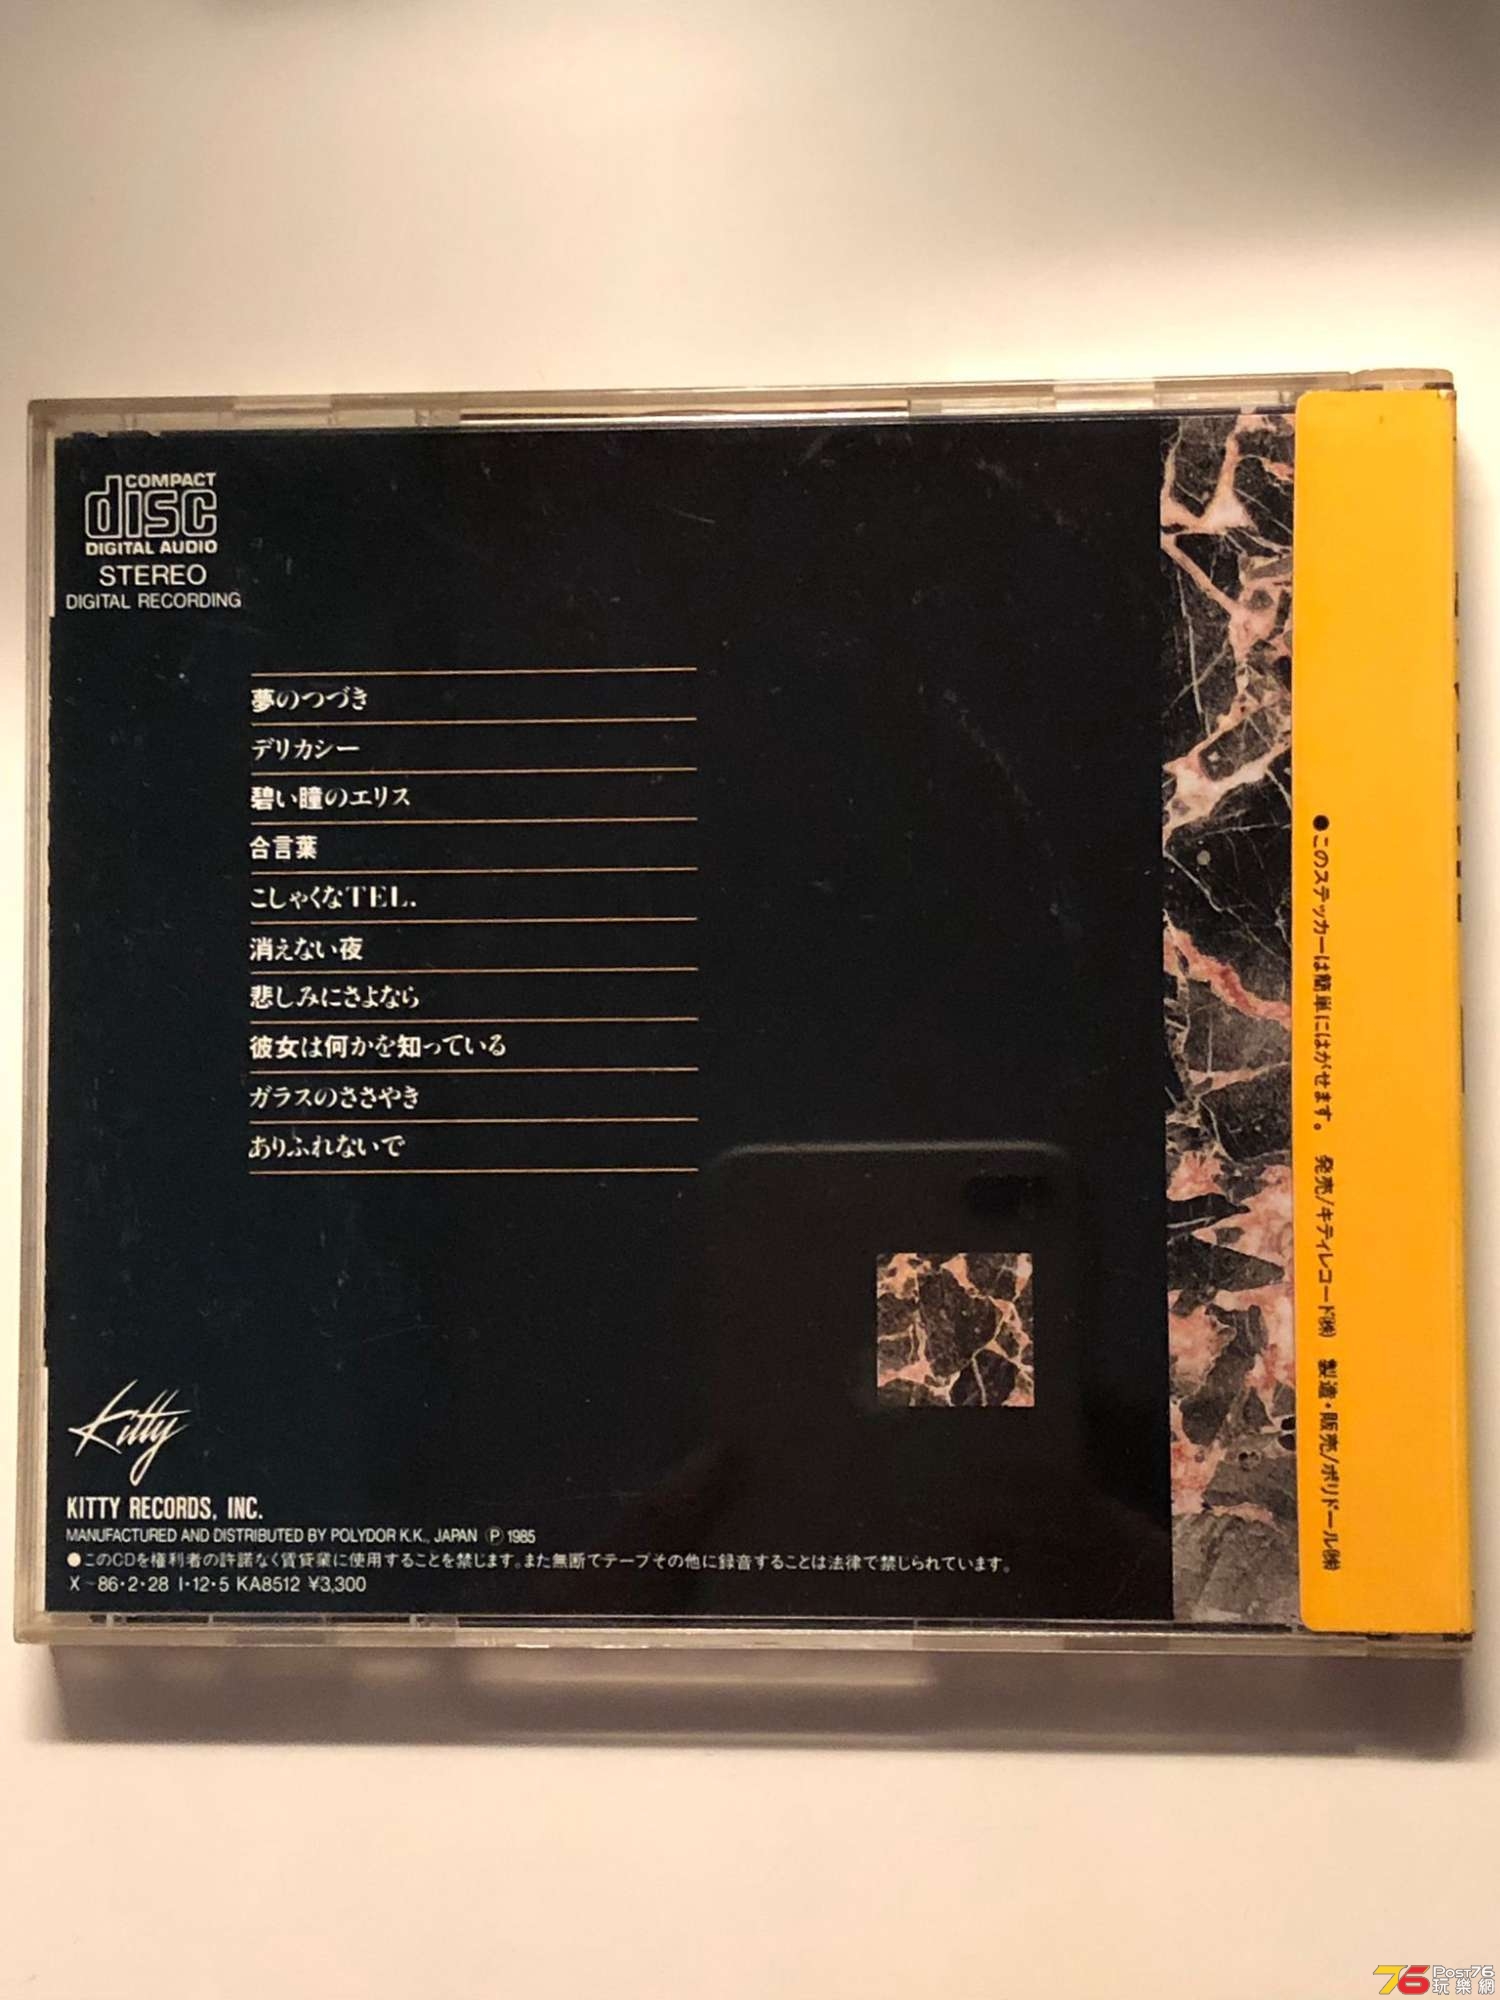 COMPACT
disc
DIGITAL AUDIO
STEREO
DIGITAL RECORDING
夢のつづき
デリカシー
碧い瞳のエリス
合言葉
こしゃくなTEL.
消えない夜
悲しみにさよなら
彼女は何かを知っている
ガラスのささやき
ありふれないで
Kitty
KITTY RECORDS, INC.
MANUFACTURED AND DISTRIBUTED BY POLYDOR K.K., JAPAN Ⓟ 1985
●このCDを権利者の許諾なく賃貸業に使用することを禁じます。また無断でテープその他に録音することは法律で禁じられています。
X－86・2・28 I・12・5 KA8512 ¥3,300
●このステッカーは簡単にはがせます。 発売/キティレコード㈱ 製造・販売/ポリドール㈱
76 Post76
玩樂網